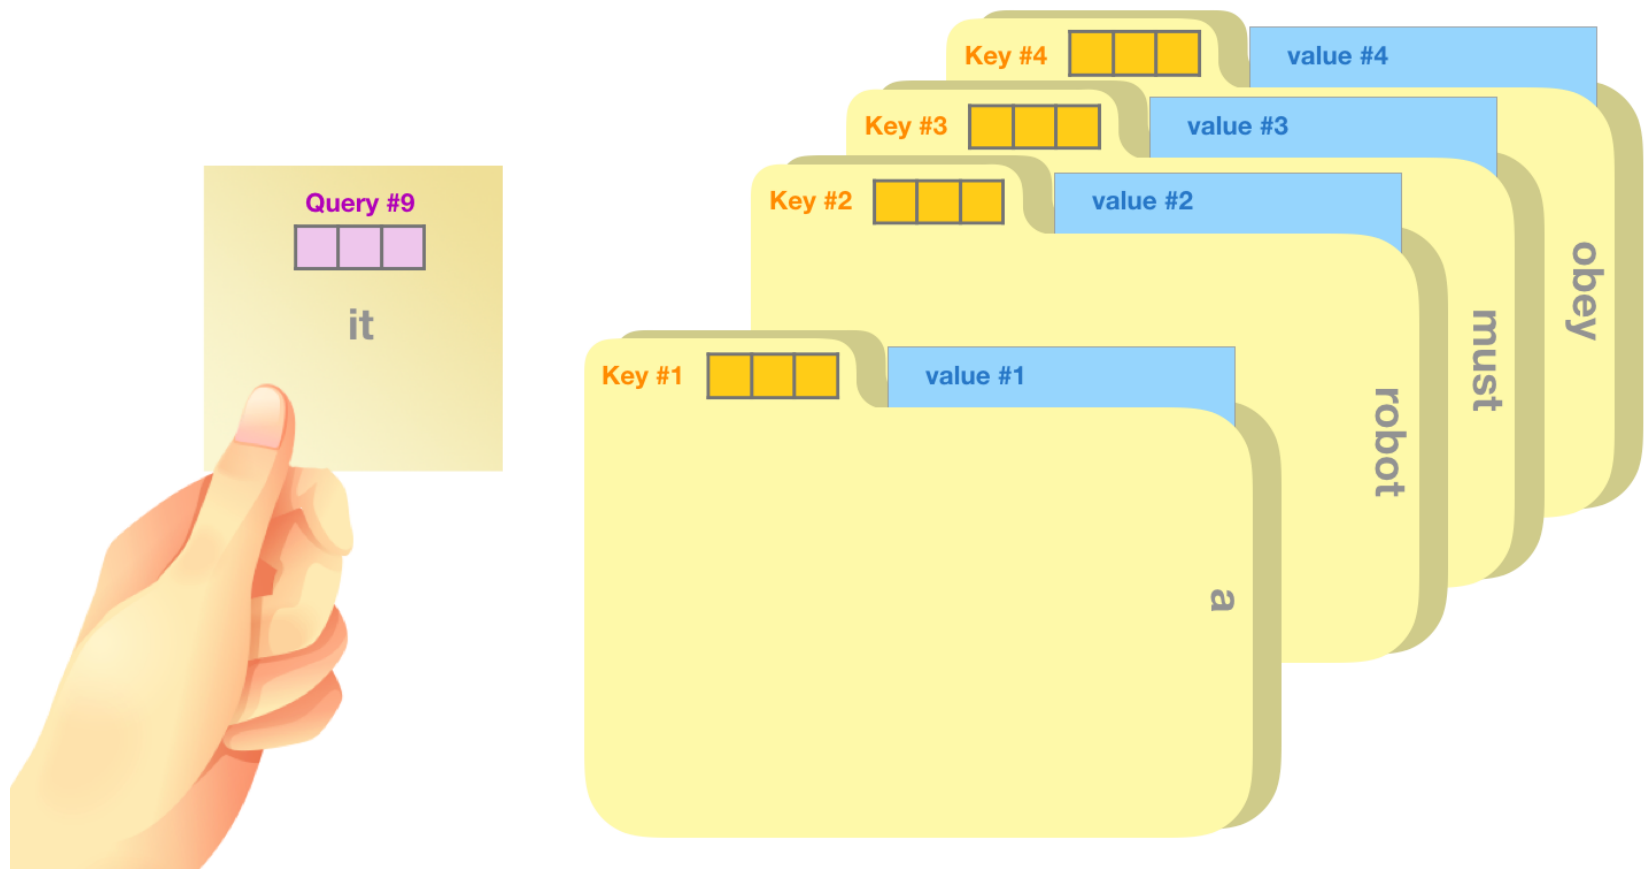 Query #9
it
Key #4
value #4
obey
Key #3
value #3
must
Key #2
value #2
robot
Key #1
value #1
a